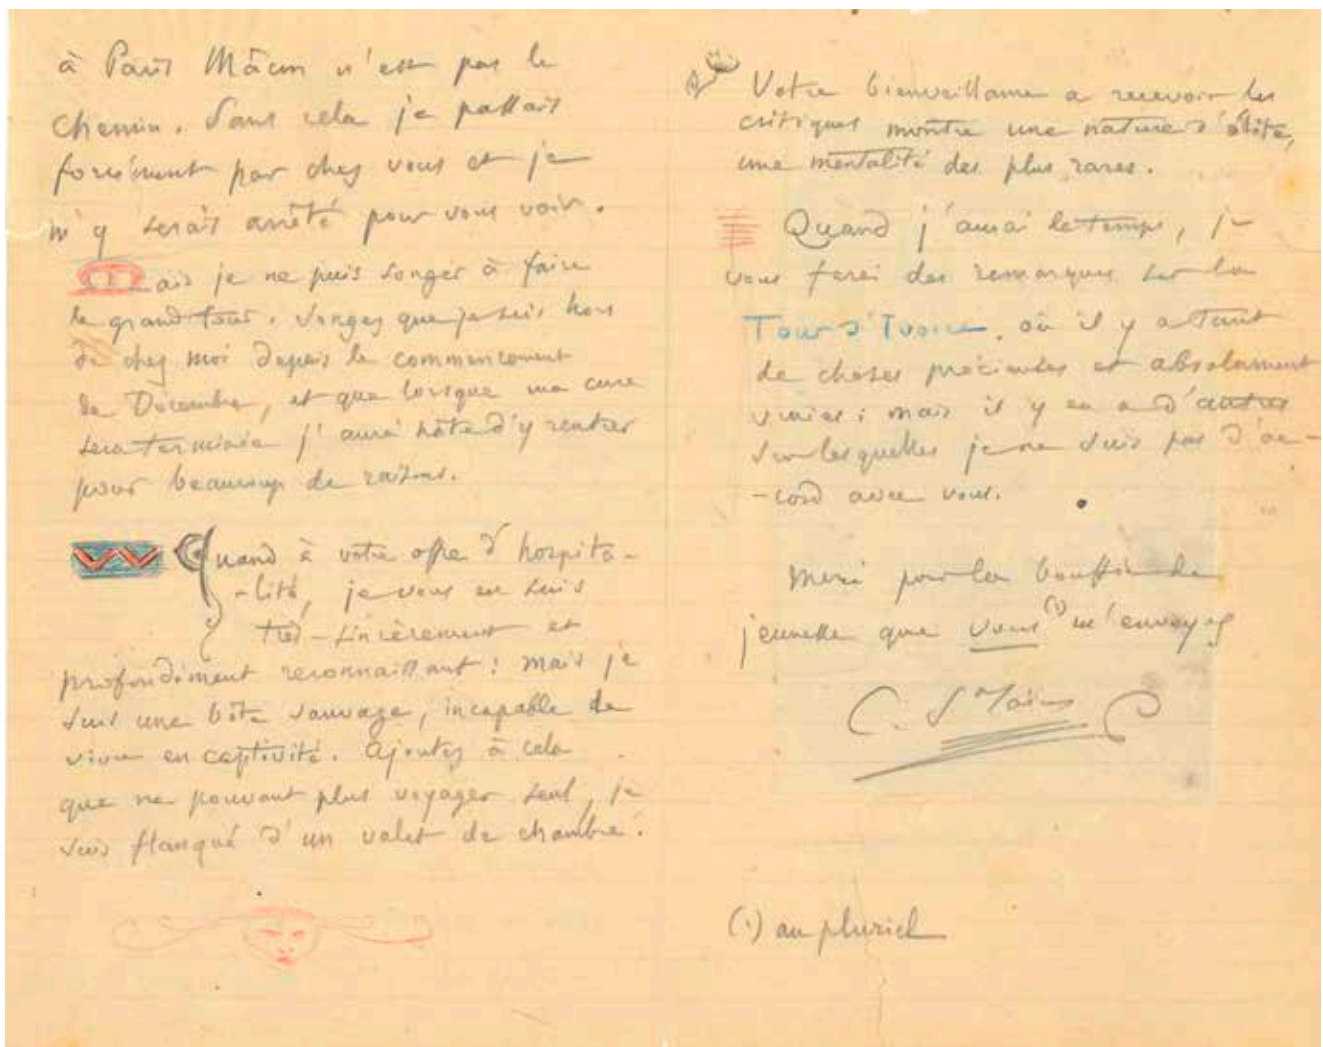 à Paris Mâcon n'est pas le
chemin. Sans cela je passais
forcément par chez vous et je
m'y serais arrêté pour vous voir.
Mais je ne puis songer à faire
le grand tour. Songez que je suis hors
de chez moi depuis le commencement
de Décembre, et que lorsque ma cure
sera terminée j'aurai hâte d'y rentrer
pour beaucoup de raisons.
Quand à votre offre d'hospita-
-lité, je vous en suis
très-sincèrement et
profondément reconnaissant : mais je
suis une bête sauvage, incapable de
vivre en captivité. Ajoutez à cela
que ne pouvant plus voyager seul, je
suis flanqué d'un valet de chambre.
Votre bienveillance a recevoir les
critiques montre une nature d'élite,
une mentalité des plus rares.
Quand j'aurai le temps, je
vous ferai des remarques sur la
Tour d'Ivoire, où il y a tant
de choses précieuses et absolument
vraies ; mais il y en a d'autres
sur lesquelles je ne suis pas d'ac-
-cord avec vous.
Merci pour la bouffée de
jeunesse que vous (1) m'envoyez
C. St Saëns
(1) au pluriel